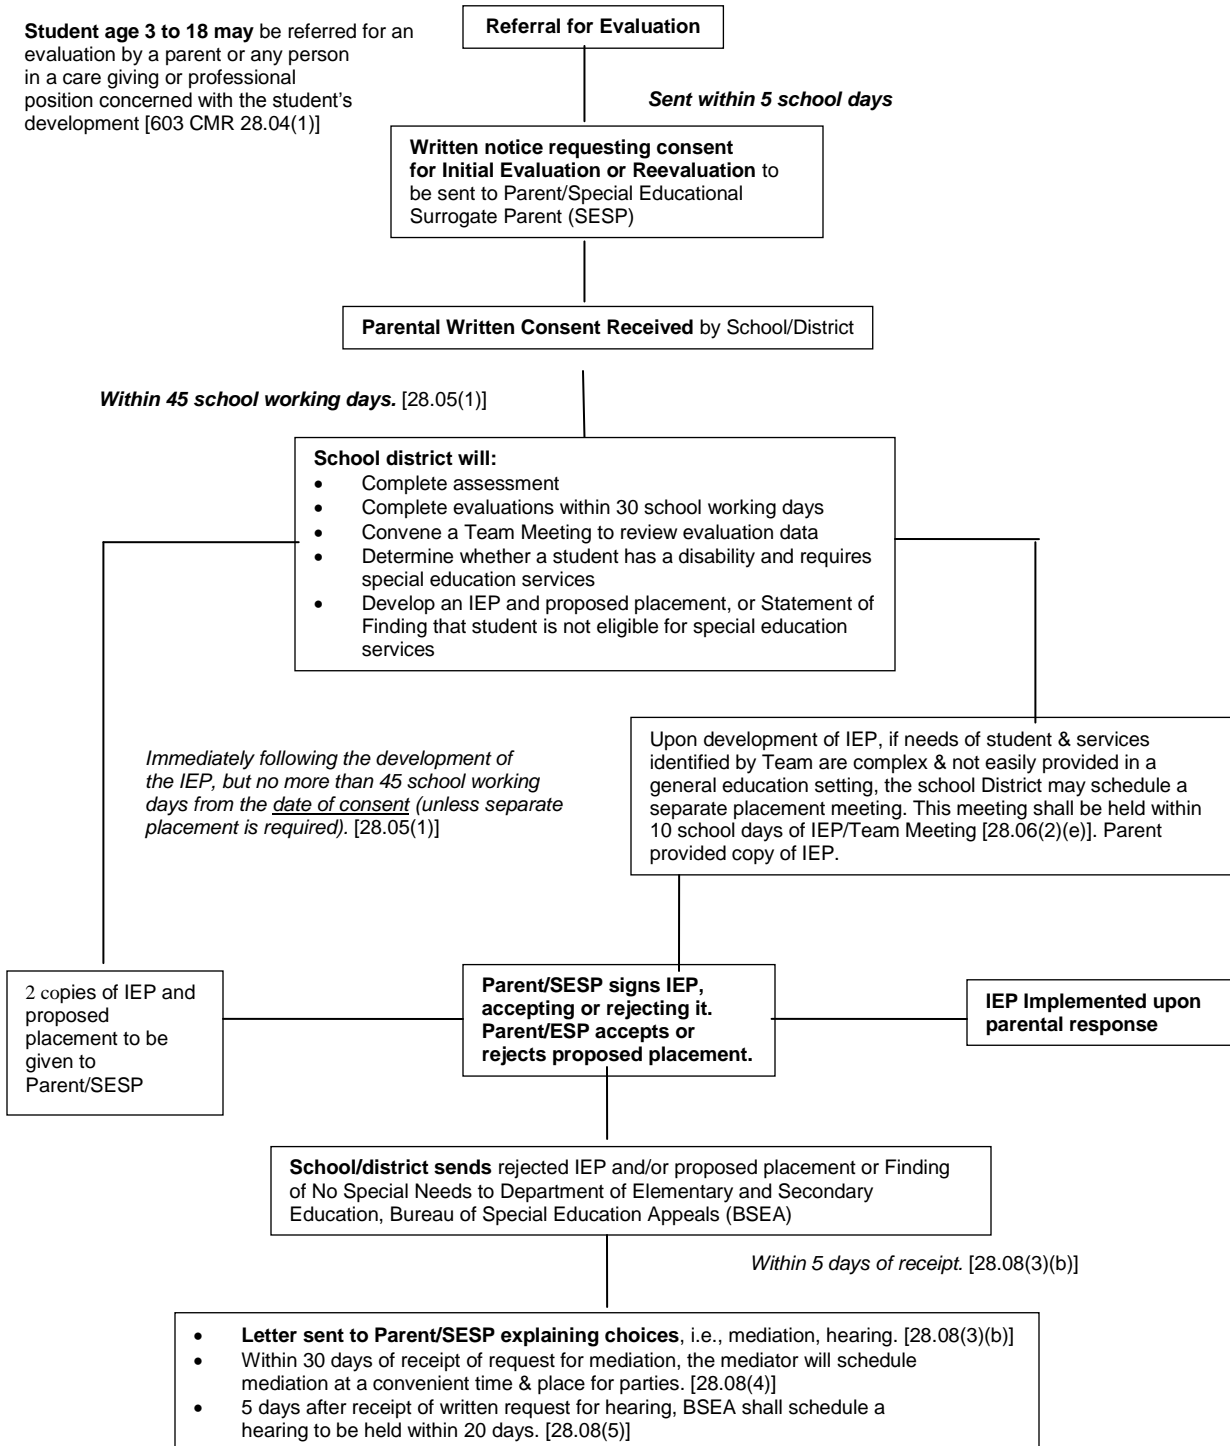 Student age 3 to 18 may be referred for an
evaluation by a parent or any person
in a care giving or professional
position concerned with the student’s
development [603 CMR 28.04(1)]
Referral for Evaluation
Sent within 5 school days
Written notice requesting consent
for Initial Evaluation or Reevaluation to
be sent to Parent/Special Educational
Surrogate Parent (SESP)
Parental Written Consent Received by School/District
Within 45 school working days. [28.05(1)]
School district will:
• Complete assessment
• Complete evaluations within 30 school working days
• Convene a Team Meeting to review evaluation data
• Determine whether a student has a disability and requires
special education services
• Develop an IEP and proposed placement, or Statement of
Finding that student is not eligible for special education
services
Immediately following the development of
the IEP, but no more than 45 school working
days from the date of consent (unless separate
placement is required). [28.05(1)]
Upon development of IEP, if needs of student & services
identified by Team are complex & not easily provided in a
general education setting, the school District may schedule a
separate placement meeting. This meeting shall be held within
10 school days of IEP/Team Meeting [28.06(2)(e)]. Parent
provided copy of IEP.
2 copies of IEP and
proposed
placement to be
given to
Parent/SESP
Parent/SESP signs IEP,
accepting or rejecting it.
Parent/ESP accepts or
rejects proposed placement.
IEP Implemented upon
parental response
School/district sends rejected IEP and/or proposed placement or Finding
of No Special Needs to Department of Elementary and Secondary
Education, Bureau of Special Education Appeals (BSEA)
Within 5 days of receipt. [28.08(3)(b)]
• Letter sent to Parent/SESP explaining choices, i.e., mediation, hearing. [28.08(3)(b)]
• Within 30 days of receipt of request for mediation, the mediator will schedule
mediation at a convenient time & place for parties. [28.08(4)]
• 5 days after receipt of written request for hearing, BSEA shall schedule a
hearing to be held within 20 days. [28.08(5)]